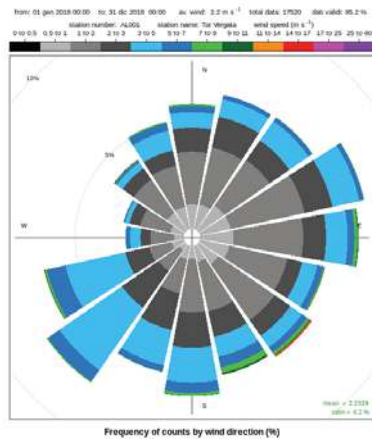 from: 01 gen 2018 00:00 to: 31 dic 2018 00:00 av. wind: 2.2 m s⁻¹ total data: 17520 dati validi: 95.2 %
station number: AL001 station name: Tor Vergata wind speed (m s⁻¹)
0 to 0.5 0.5 to 1 1 to 2 2 to 3 3 to 5 5 to 7 7 to 9 9 to 11 11 to 14 14 to 17 17 to 25 25 to 60
10%
N
5%
W
E
S
mean = 2.2329
calm = 4.2 %
Frequency of counts by wind direction (%)